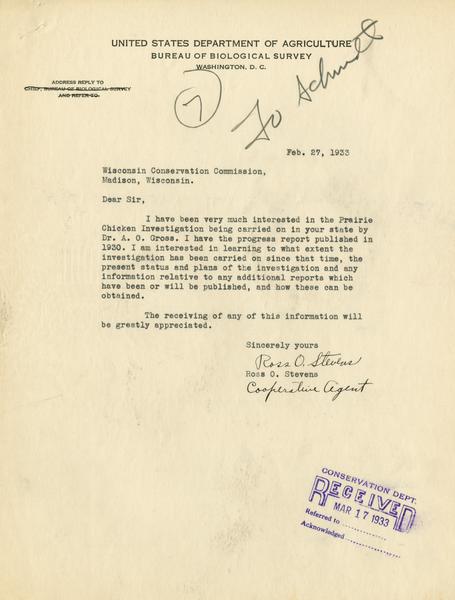 UNITED STATES DEPARTMENT OF AGRICULTURE
BUREAU OF BIOLOGICAL SURVEY
WASHINGTON, D. C.
ADDRESS REPLY TO
CHIEF, BUREAU OF BIOLOGICAL SURVEY
AND REFER TO
7
To Schmidt
Feb. 27, 1933
Wisconsin Conservation Commission,
Madison, Wisconsin.
Dear Sir,
I have been very much interested in the Prairie
Chicken Investigation being carried on in your state by
Dr. A. O. Gross. I have the progress report published in
1930. I am interested in learning to what extent the
investigation has been carried on since that time, the
present status and plans of the investigation and any
information relative to any additional reports which
have been or will be published, and how these can be
obtained.
The receiving of any of this information will
be greatly appreciated.
Sincerely yours
Ross O. Stevens
Ross O. Stevens
Cooperative Agent
CONSERVATION DEPT.
RECEIVED
MAR 17 1933
Referred to
Acknowledged